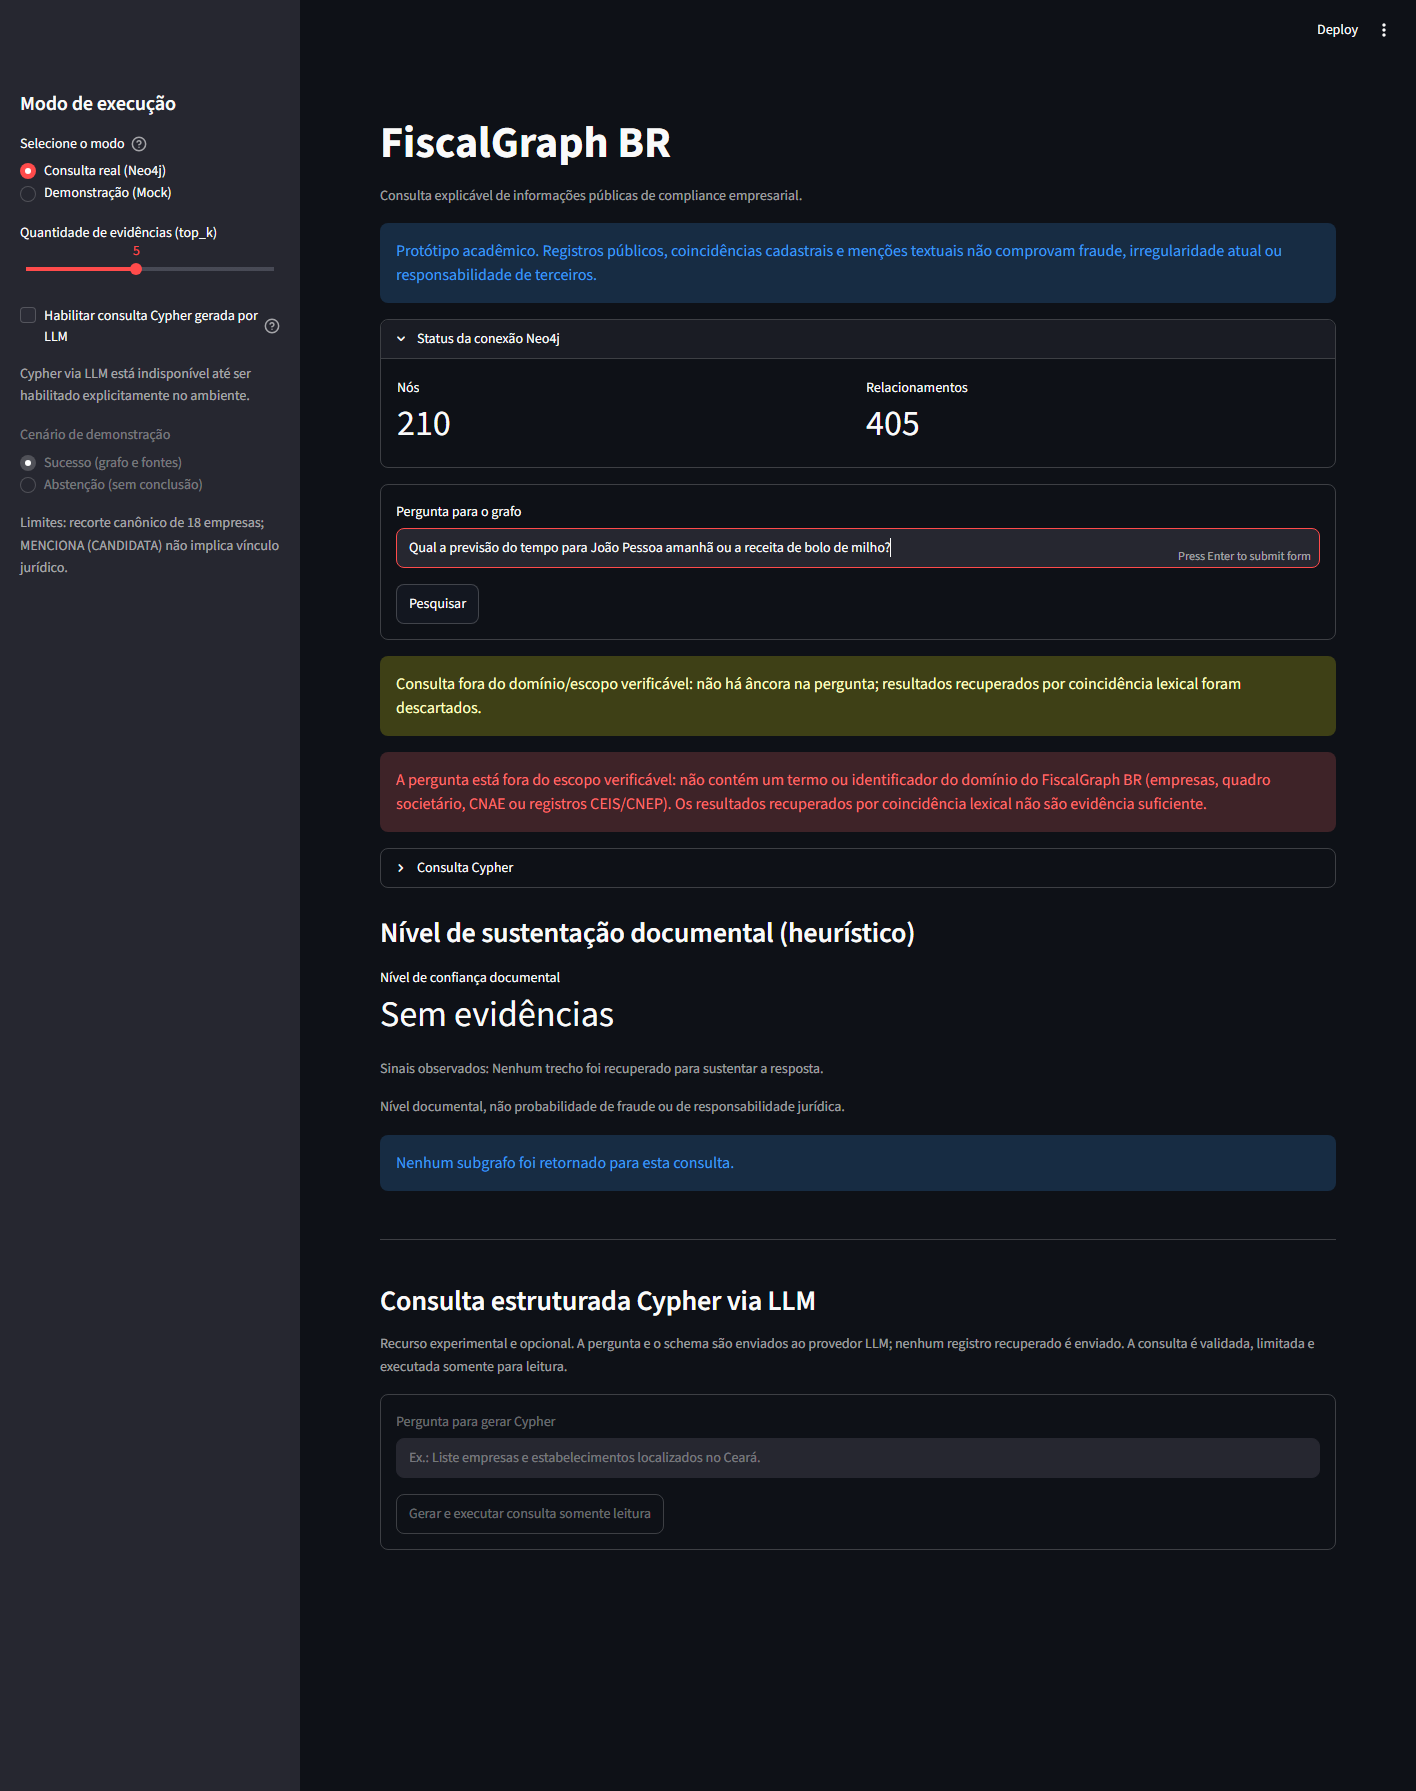 Deploy
Modo de execução
Selecione o modo
Consulta real (Neo4j)
Demonstração (Mock)
Quantidade de evidências (top_k)
5
Habilitar consulta Cypher gerada por
LLM
Cypher via LLM está indisponível até ser
habilitado explicitamente no ambiente.
Cenário de demonstração
Sucesso (grafo e fontes)
Abstenção (sem conclusão)
Limites: recorte canônico de 18 empresas;
MENCIONA (CANDIDATA) não implica vínculo
jurídico.
FiscalGraph BR
Consulta explicável de informações públicas de compliance empresarial.
Protótipo acadêmico. Registros públicos, coincidências cadastrais e menções textuais não comprovam fraude, irregularidade atual ou
responsabilidade de terceiros.
Status da conexão Neo4j
Nós
210
Relacionamentos
405
Pergunta para o grafo
Qual a previsão do tempo para João Pessoa amanhã ou a receita de bolo de milho?
Press Enter to submit form
Pesquisar
Consulta fora do domínio/escopo verificável: não há âncora na pergunta; resultados recuperados por coincidência lexical foram
descartados.
A pergunta está fora do escopo verificável: não contém um termo ou identificador do domínio do FiscalGraph BR (empresas, quadro
societário, CNAE ou registros CEIS/CNEP). Os resultados recuperados por coincidência lexical não são evidência suficiente.
Consulta Cypher
Nível de sustentação documental (heurístico)
Nível de confiança documental
Sem evidências
Sinais observados: Nenhum trecho foi recuperado para sustentar a resposta.
Nível documental, não probabilidade de fraude ou de responsabilidade jurídica.
Nenhum subgrafo foi retornado para esta consulta.
Consulta estruturada Cypher via LLM
Recurso experimental e opcional. A pergunta e o schema são enviados ao provedor LLM; nenhum registro recuperado é enviado. A consulta é validada, limitada e
executada somente para leitura.
Pergunta para gerar Cypher
Ex.: Liste empresas e estabelecimentos localizados no Ceará.
Gerar e executar consulta somente leitura